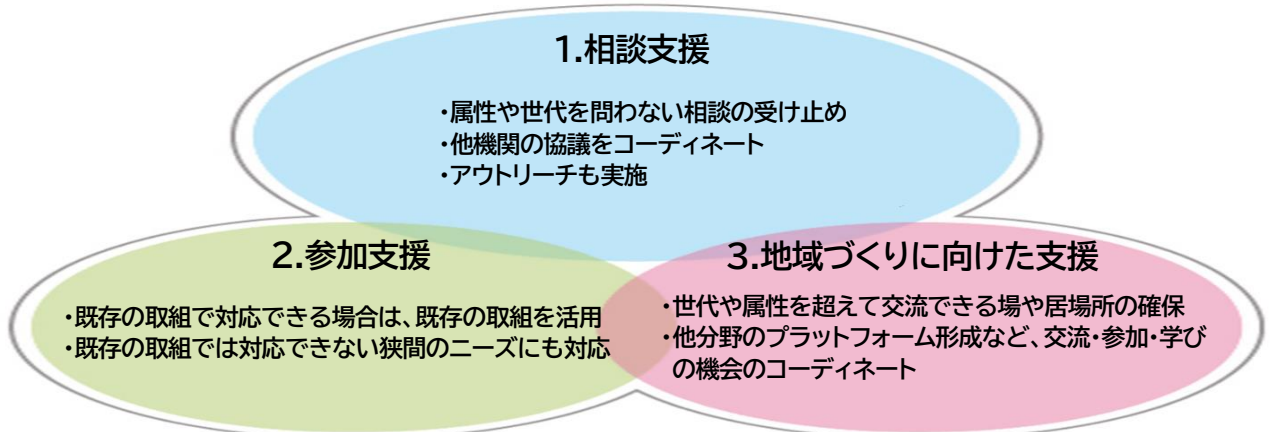 1.相談支援
・属性や世代を問わない相談の受け止め
・他機関の協議をコーディネート
・アウトリーチも実施
2.参加支援
・既存の取組で対応できる場合は、既存の取組を活用
・既存の取組では対応できない狭間のニーズにも対応
3.地域づくりに向けた支援
・世代や属性を超えて交流できる場や居場所の確保
・他分野のプラットフォーム形成など、交流・参加・学び
の機会のコーディネート